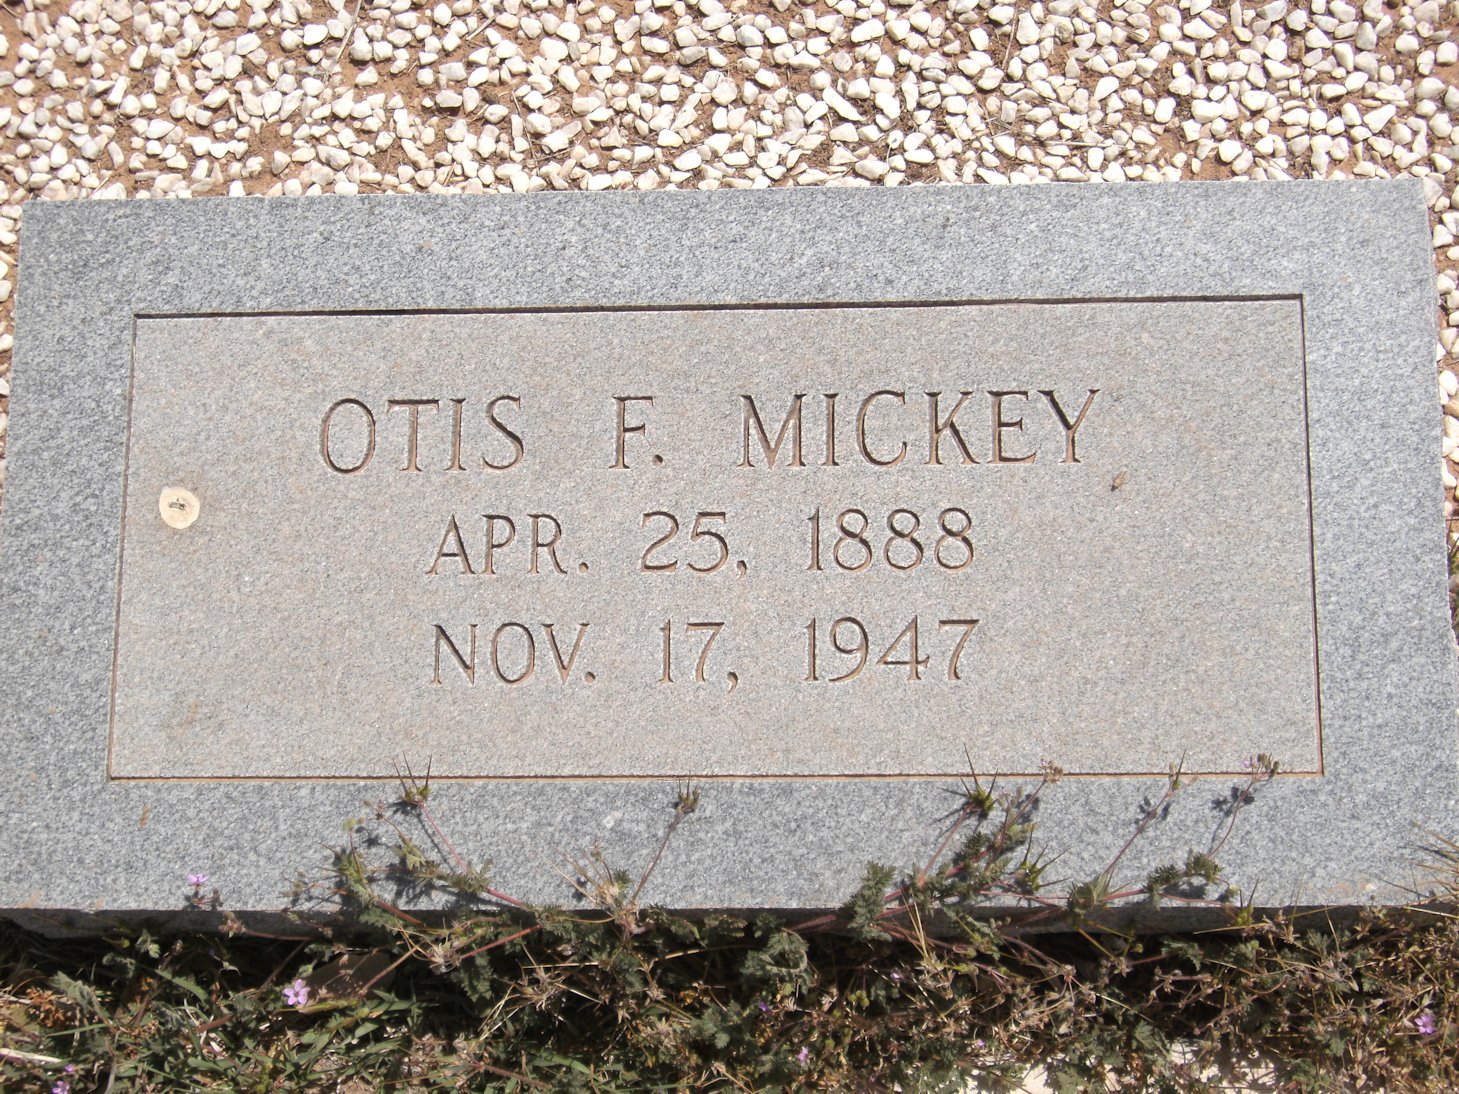 OTIS F. MICKEY
APR. 25, 1888
NOV. 17, 1947